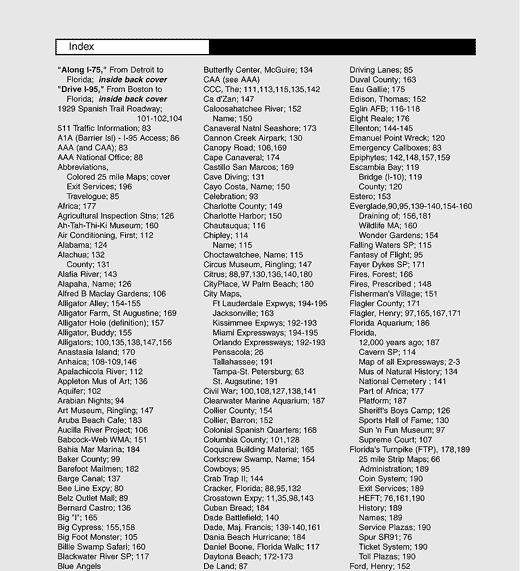 Index
"Along I-75," From Detroit to
Florida; inside back cover
"Drive I-95," From Boston to
Florida; inside back cover
1929 Spanish Trail Roadway;
101-102,104
511 Traffic Information; 83
A1A (Barrier Isl) - I-95 Access; 86
AAA (and CAA); 83
AAA National Office; 88
Abbreviations,
Colored 25 mile Maps; cover
Exit Services; 196
Travelogue; 85
Africa; 177
Agricultural Inspection Stns; 126
Ah-Tah-Thi-Ki Museum; 160
Air Conditioning, First; 112
Alabama; 124
Alachua; 132
County; 131
Alafia River; 143
Alapaha, Name; 126
Alfred B Maclay Gardens; 106
Alligator Alley; 154-155
Alligator Farm, St Augustine; 169
Alligator Hole (definition); 157
Alligator, Buddy; 155
Alligators; 100,135,138,147,156
Anastasia Island; 170
Anhaica; 108-109,146
Apalachicola River; 112
Appleton Mus of Art; 136
Aquifer; 102
Arabian Nights; 94
Art Museum, Ringling; 147
Aruba Beach Cafe; 183
Aucilla River Project; 106
Babcock-Web WMA; 151
Bahia Mar Marina; 184
Baker County; 99
Barefoot Mailmen; 182
Barge Canal; 137
Bee Line Expy; 80
Belz Outlet Mall; 89
Bernard Castro; 136
Big "I"; 165
Big Cypress; 155,158
Big Foot Monster; 105
Billie Swamp Safari; 160
Blackwater River SP; 117
Blue Angels
Butterfly Center, McGuire; 134
CAA (see AAA)
CCC, The; 111,113,115,135,142
Ca d'Zan; 147
Caloosahatchee River; 152
Name; 150
Canaveral Natnl Seashore; 173
Cannon Creek Airpark; 130
Canopy Road; 106,169
Cape Canaveral; 174
Castillo San Marcos; 169
Cave Diving; 131
Cayo Costa, Name; 150
Celebration; 93
Charlotte County; 149
Charlotte Harbor; 150
Chautauqua; 116
Chipley; 114
Name; 115
Choctawatchee, Name; 115
Circus Museum, Ringling; 147
Citrus; 88,97,130,136,140,180
CityPlace, W Palm Beach; 180
City Maps,
Ft Lauderdale Expwys; 194-195
Jacksonville; 163
Kissimmee Expwys; 192-193
Miami Expressways; 194-195
Orlando Expressways; 192-193
Pensacola; 26
Tallahassee; 191
Tampa-St. Petersburg; 63
St. Augustine; 191
Civil War; 100,108,127,138,141
Clearwater Marine Aquarium; 187
Collier County; 154
Collier, Barron; 152
Colonial Spanish Quarters; 168
Columbia County; 101,128
Coquina Building Material; 165
Corkscrew Swamp, Name; 154
Cowboys; 95
Crab Trap II; 144
Cracker, Florida; 88,95,132
Crosstown Expy; 11,35,98,143
Cuban Bread; 184
Dade Battlefield; 140
Dade, Maj. Francis; 139-140,161
Dania Beach Hurricane; 184
Daniel Boone, Florida Walk; 117
Daytona Beach; 172-173
De Land; 87
Driving Lanes; 85
Duval County; 163
Eau Gallie; 175
Edison, Thomas; 152
Eglin AFB; 116-118
Eight Reale; 176
Ellenton; 144-145
Emanuel Point Wreck; 120
Emergency Callboxes; 83
Epiphytes; 142,148,157,159
Escambia Bay; 119
Bridge (I-10); 119
County; 120
Estero; 153
Everglade,90,95,139-140,154-160
Draining of; 156,181
Wildlife MA; 160
Wonder Gardens; 154
Falling Waters SP; 115
Fantasy of Flight; 95
Fayer Dykes SP; 171
Fires, Forest; 166
Fires, Prescribed ; 148
Fisherman's Village; 151
Flagler County; 171
Flagler, Henry; 97,165,167,171
Florida Aquarium; 186
Florida,
12,000 years ago; 187
Cavern SP; 114
Map of all Expressways; 2-3
Mus of Natural History; 134
National Cemetery ; 141
Part of Africa; 177
Platform; 187
Sheriff's Boys Camp; 126
Sports Hall of Fame; 130
Sun 'n Fun Museum; 97
Supreme Court; 107
Florida's Turnpike (FTP), 178,189
25 mile Strip Maps; 66
Administration; 189
Coin System; 190
Exit Services; 189
HEFT; 76,161,190
History; 189
Names; 189
Service Plazas; 190
Spur SR91; 76
Ticket System; 190
Toll Plazas; 190
Ford, Henry; 152